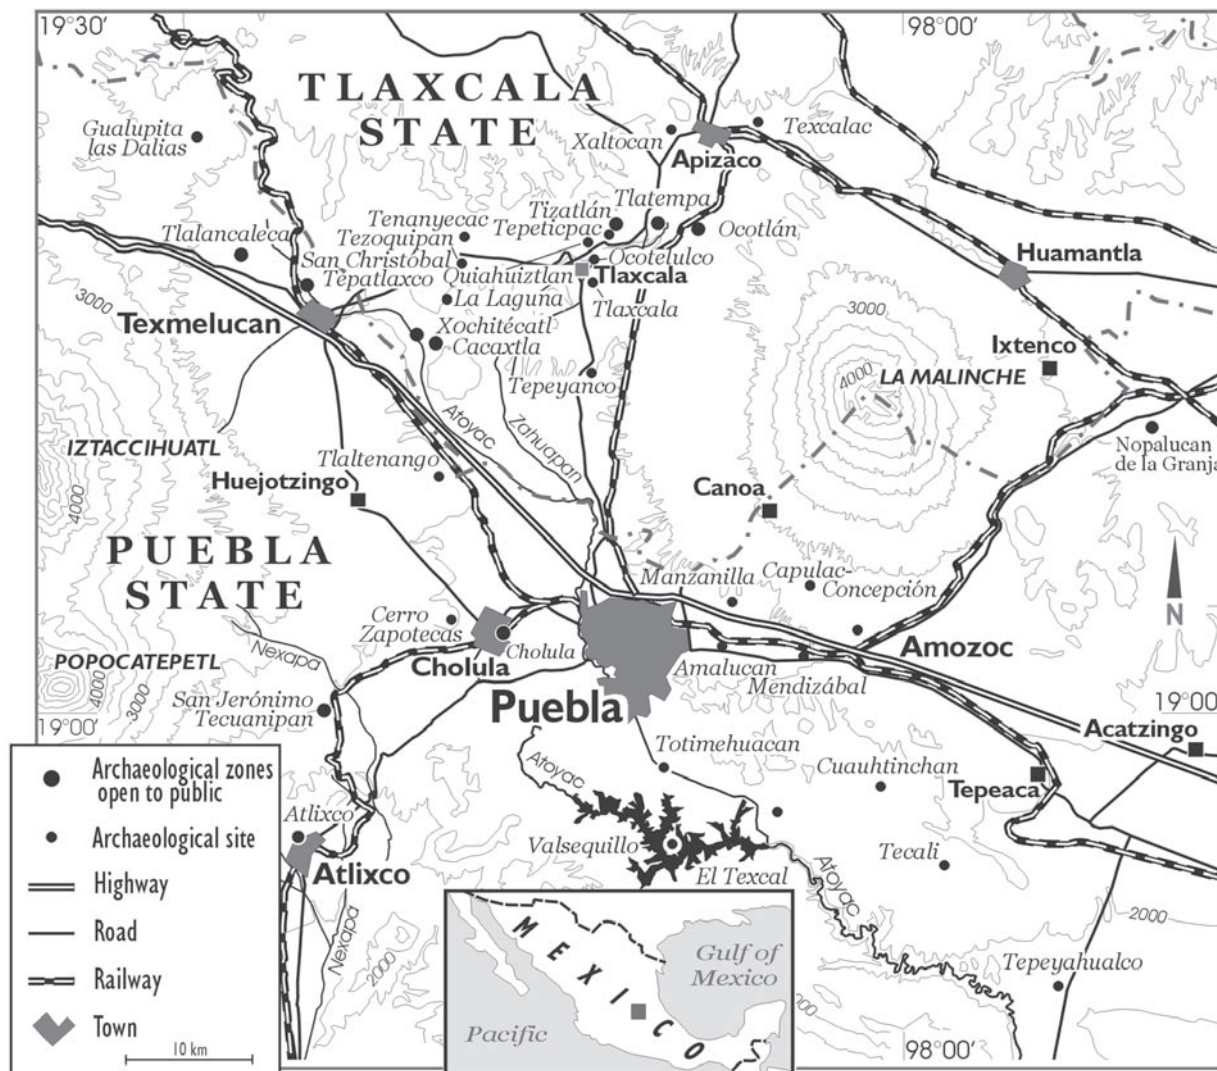 19°30′
98°00′
TLAXCALA
STATE
Gualupita
las Dalias
Xaltocan
Texcalac
Apizaco
Tlatempa
Tizatlán
Tenanyecac
Tepeticpac
Tezoquipan
Ocotlán
Tlalancaleca
San Christóbal
Tepatlaxco
Ocotelulco
Quiahuiztlan
Tlaxcala
Huamantla
La Laguna
Tlaxcala
3000
3000
Texmelucan
Xochitécatl
Cacaxtla
Ixtenco
Tepeyanco
4000
LA MALINCHE
Atoyac
Zahuapan
IZTACCIHUATL
Tlaltenango
Nopalucan
de la Granja
Huejotzingo
Canoa
4000
PUEBLA
STATE
Manzanilla
Capulac-
Concepción
N
Cerro
Zapotecas
Nexapa
Cholula
Cholula
Amozoc
POPOCATEPETL
Amalucan
Mendizábal
4000
3000
San Jerónimo
Tecuanipan
Puebla
19°00′
19°00′
Acatzingo
Totimehuacan
Atoyac
Cuauhtinchan
Tepeaca
Archaeological zones
open to public
Atlixco
Archaeological site
Valsequillo
Tecali
Atlixco
El Texcal
Atoyac
Highway
Road
Nexapa
2000
2000
MEXICO
Gulf of
Mexico
Tepeyahualco
Railway
Town
Pacific
10 km
98°00′